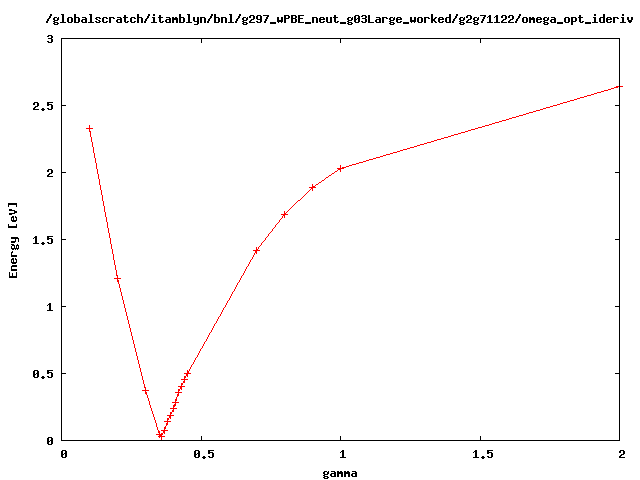 /globalscratch/itamblyn/bnl/g297_wPBE_neut_g03Large_worked/g2g71122/omega_opt_ideriv
3
2.5
2
1.5
1
0.5
0
Energy [eV]
0 0.5 1 1.5 2
gamma